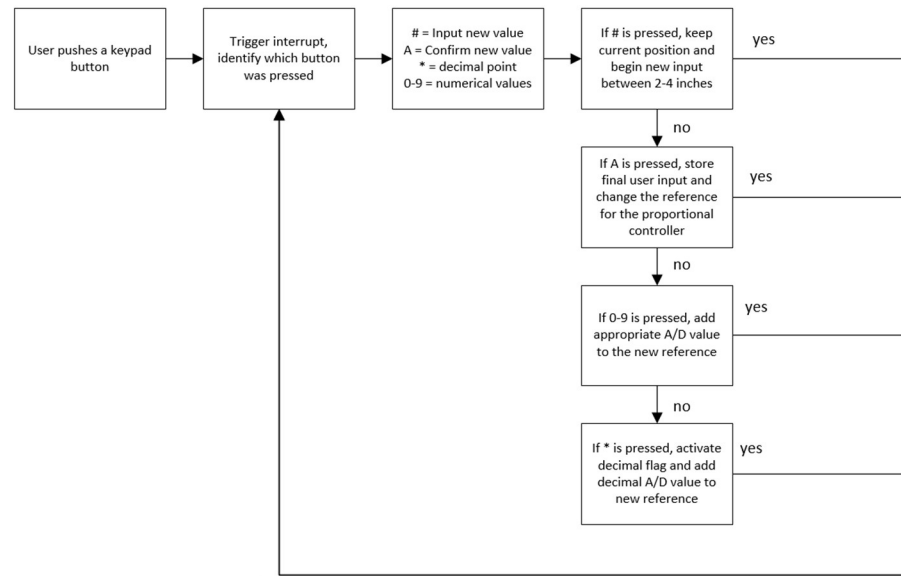 User pushes a keypad
button
Trigger interrupt,
identify which button
was pressed
# = Input new value
A = Confirm new value
* = decimal point
0-9 = numerical values
If # is pressed, keep
current position and
begin new input
between 2-4 inches
yes
no
If A is pressed, store
final user input and
change the reference
for the proportional
controller
yes
no
If 0-9 is pressed, add
appropriate A/D value
to the new reference
yes
no
If * is pressed, activate
decimal flag and add
decimal A/D value to
new reference
yes